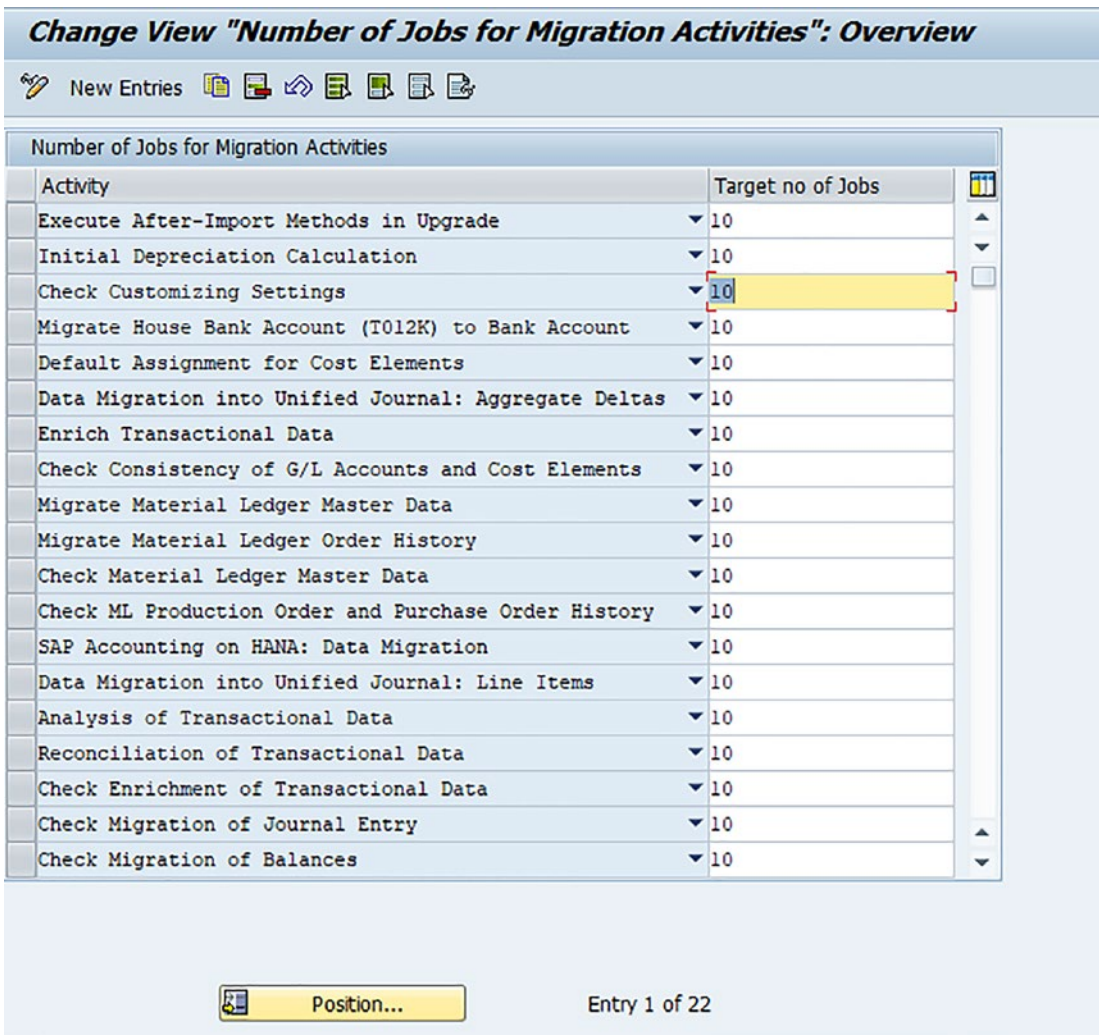 Change View "Number of Jobs for Migration Activities": Overview
New Entries
Number of Jobs for Migration Activities
Activity Target no of Jobs
Execute After-Import Methods in Upgrade 10
Initial Depreciation Calculation 10
Check Customizing Settings 10
Migrate House Bank Account (T012K) to Bank Account 10
Default Assignment for Cost Elements 10
Data Migration into Unified Journal: Aggregate Deltas 10
Enrich Transactional Data 10
Check Consistency of G/L Accounts and Cost Elements 10
Migrate Material Ledger Master Data 10
Migrate Material Ledger Order History 10
Check Material Ledger Master Data 10
Check ML Production Order and Purchase Order History 10
SAP Accounting on HANA: Data Migration 10
Data Migration into Unified Journal: Line Items 10
Analysis of Transactional Data 10
Reconciliation of Transactional Data 10
Check Enrichment of Transactional Data 10
Check Migration of Journal Entry 10
Check Migration of Balances 10
Position... Entry 1 of 22